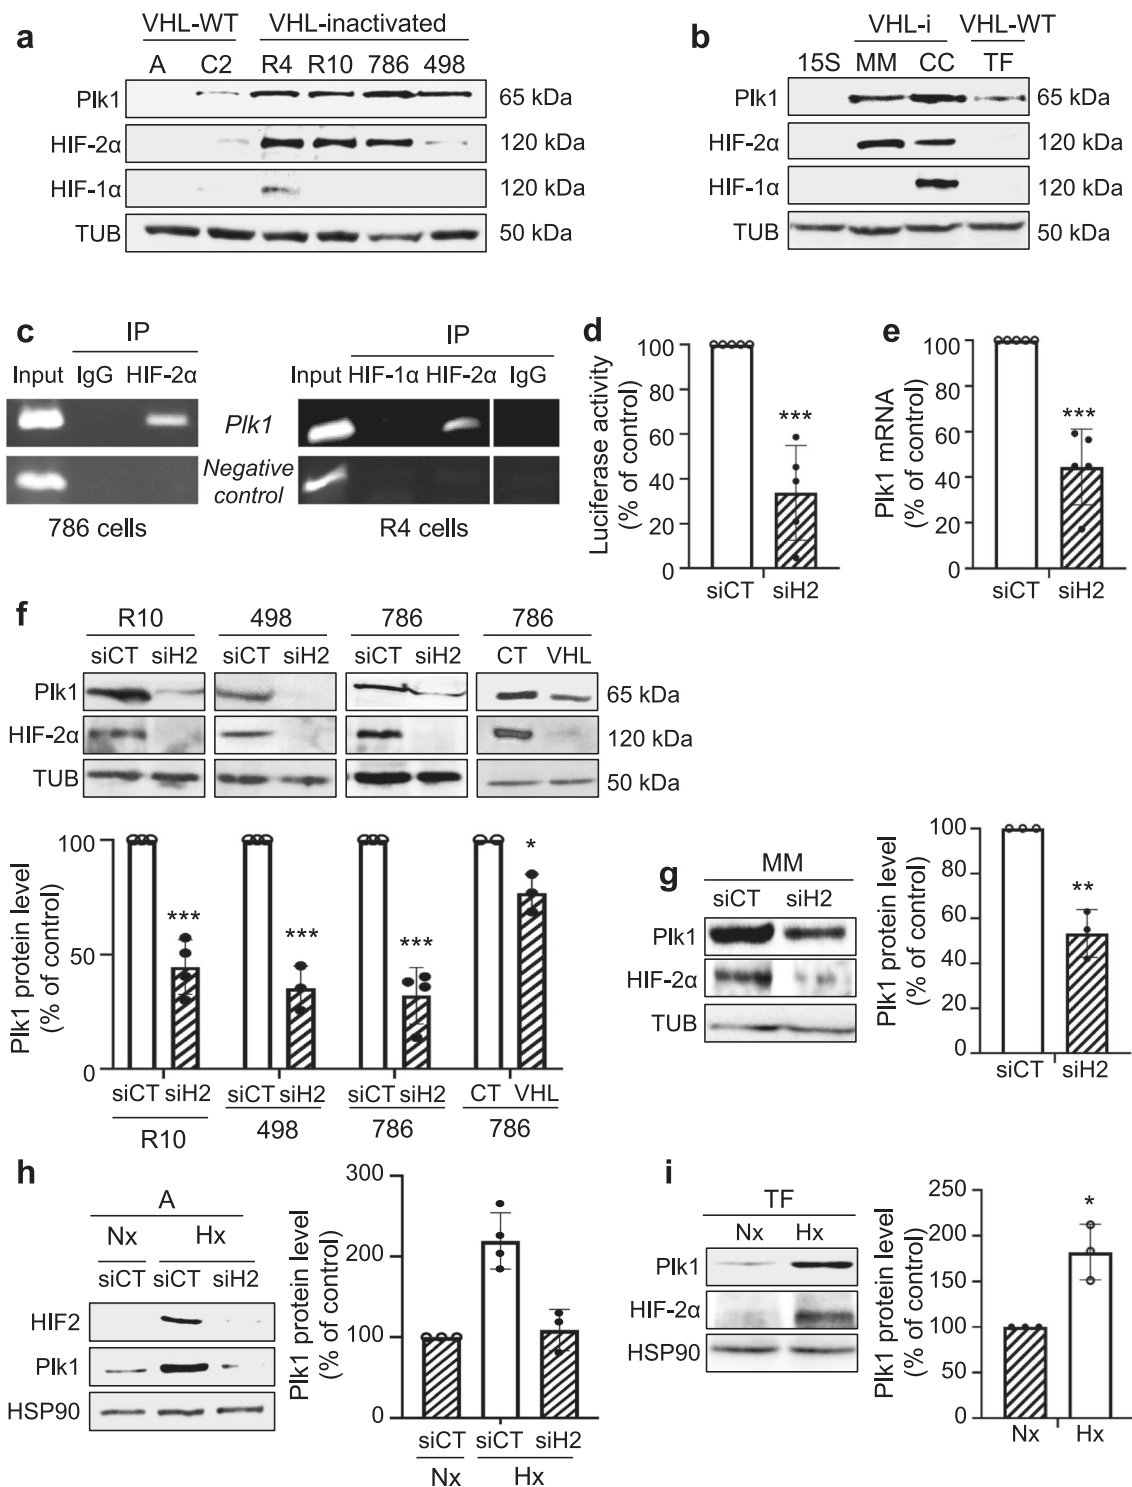 a
VHL-WT VHL-inactivated
A C2 R4 R10 786 498
Plk1 65 kDa
HIF-2α 120 kDa
HIF-1α 120 kDa
TUB 50 kDa
b
VHL-i VHL-WT
15S MM CC TF
Plk1 65 kDa
HIF-2α 120 kDa
HIF-1α 120 kDa
TUB 50 kDa
c
IP
Input IgG HIF-2α
IP
Input HIF-1α HIF-2α IgG
Plk1
Negative
control
786 cells
R4 cells
d
Luciferase activity
(% of control)
100
80
60
40
20
0
***
siCT siH2
e
Plk1 mRNA
(% of control)
100
80
60
40
20
0
***
siCT siH2
f
R10 498 786 786
siCT siH2 siCT siH2 siCT siH2 CT VHL
Plk1 65 kDa
HIF-2α 120 kDa
TUB 50 kDa
Plk1 protein level
(% of control)
100
50
0
*** *** *** *
siCT siH2 siCT siH2 siCT siH2 CT VHL
R10 498 786 786
g
MM
siCT siH2
Plk1
HIF-2α
TUB
Plk1 protein level
(% of control)
100
80
60
40
20
0
**
siCT siH2
h
A
Nx Hx
siCT siCT siH2
HIF2
Plk1
HSP90
Plk1 protein level
(% of control)
300
200
100
0
siCT siCT siH2
Nx Hx
i
TF
Nx Hx
Plk1
HIF-2α
HSP90
Plk1 protein level
(% of control)
250
200
150
100
50
0
*
Nx Hx